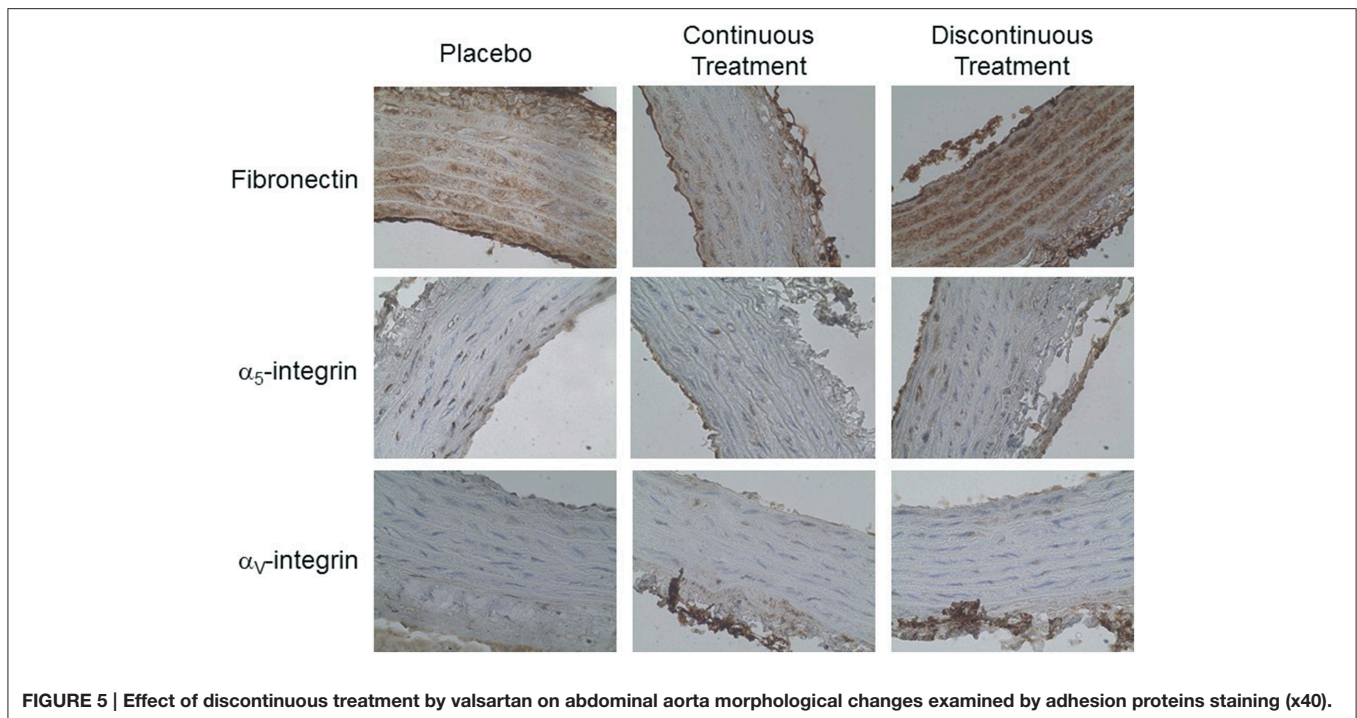 Placebo
Continuous
Treatment
Discontinuous
Treatment
Fibronectin
α5-integrin
αV-integrin
FIGURE 5 | Effect of discontinuous treatment by valsartan on abdominal aorta morphological changes examined by adhesion proteins staining (x40).